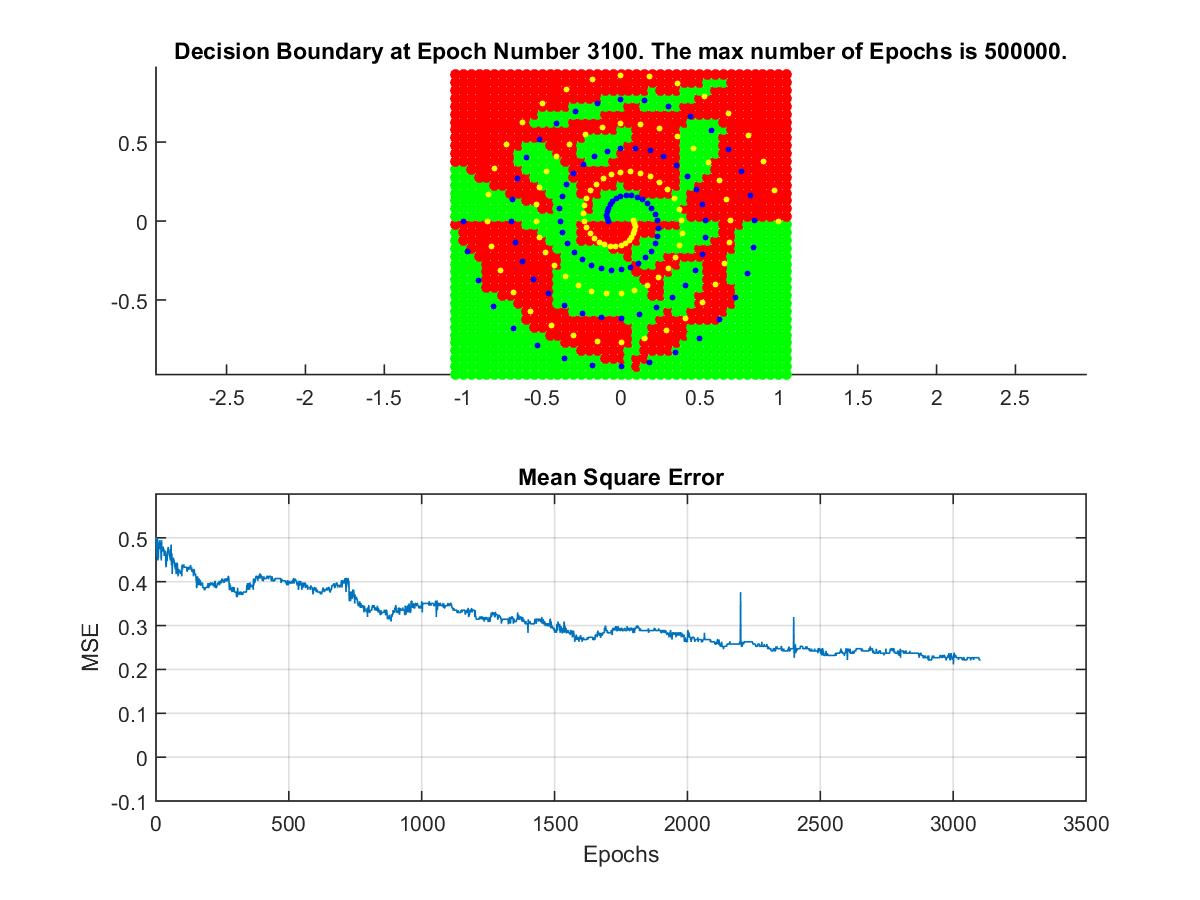 Decision Boundary at Epoch Number 3100. The max number of Epochs is 500000.
0.5
0
-0.5
-2.5 -2 -1.5 -1 -0.5 0 0.5 1 1.5 2 2.5
Mean Square Error
0.5
0.4
0.3
0.2
0.1
0
-0.1
MSE
0 500 1000 1500 2000 2500 3000 3500
Epochs